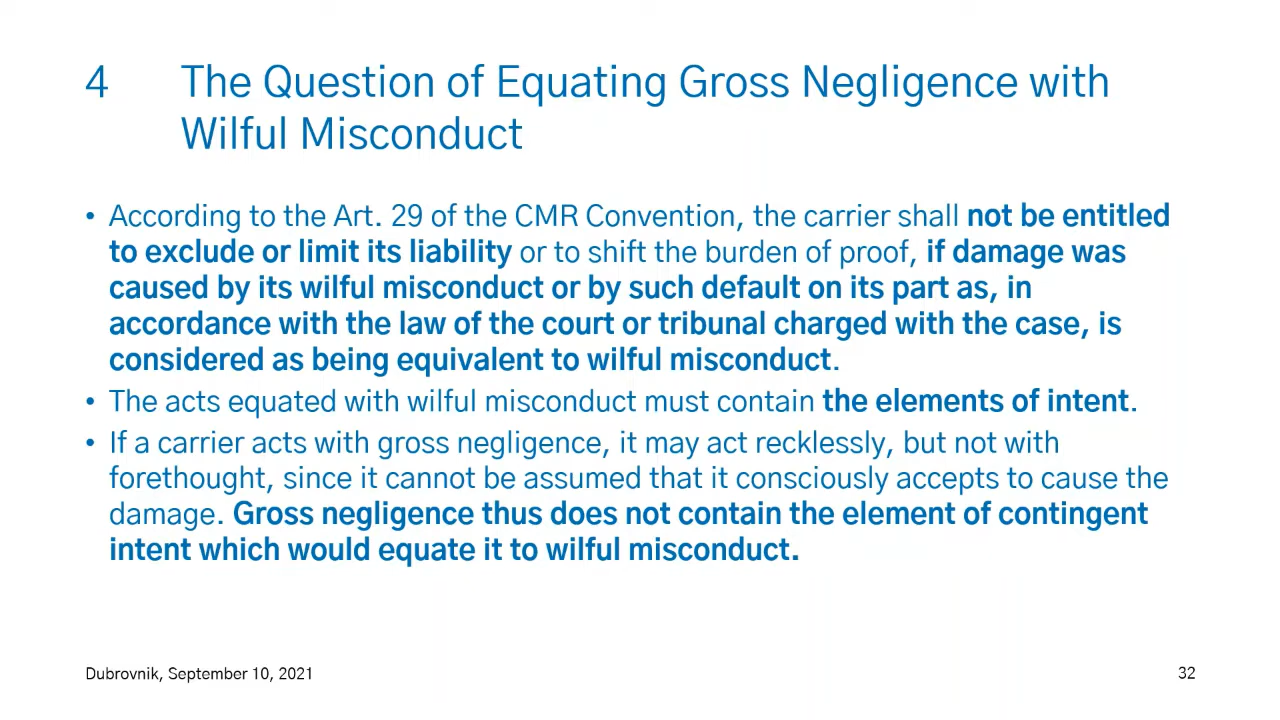 4 The Question of Equating Gross Negligence with
Wilful Misconduct
• According to the Art. 29 of the CMR Convention, the carrier shall not be entitled
to exclude or limit its liability or to shift the burden of proof, if damage was
caused by its wilful misconduct or by such default on its part as, in
accordance with the law of the court or tribunal charged with the case, is
considered as being equivalent to wilful misconduct.
• The acts equated with wilful misconduct must contain the elements of intent.
• If a carrier acts with gross negligence, it may act recklessly, but not with
forethought, since it cannot be assumed that it consciously accepts to cause the
damage. Gross negligence thus does not contain the element of contingent
intent which would equate it to wilful misconduct.
Dubrovnik, September 10, 2021
32